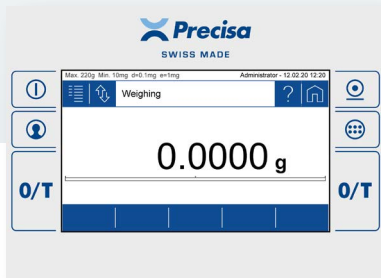 Precisa
SWISS MADE
Max. 220g Min. 10mg d=0.1mg e=1mg Administrator - 12.02.20 12:20
Weighing ?
0.0000 g
0/T 0/T